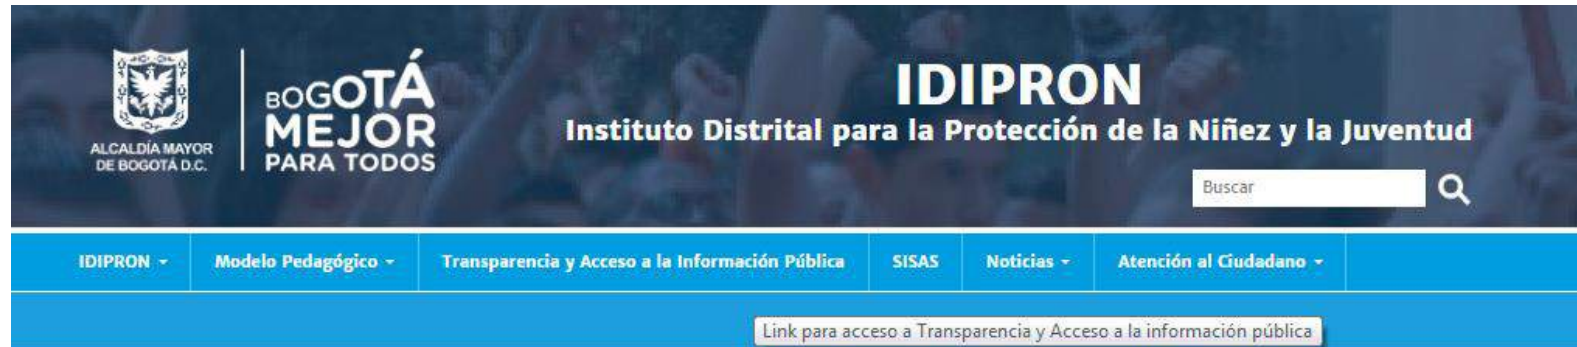 ALCALDÍA MAYOR
DE BOGOTÁ D.C.
BOGOTÁ
MEJOR
PARA TODOS
IDIPRON
Instituto Distrital para la Protección de la Niñez y la Juventud
Buscar
IDIPRON Modelo Pedagógico Transparencia y Acceso a la Información Pública SISAS Noticias Atención al Ciudadano
Link para acceso a Transparencia y Acceso a la información pública